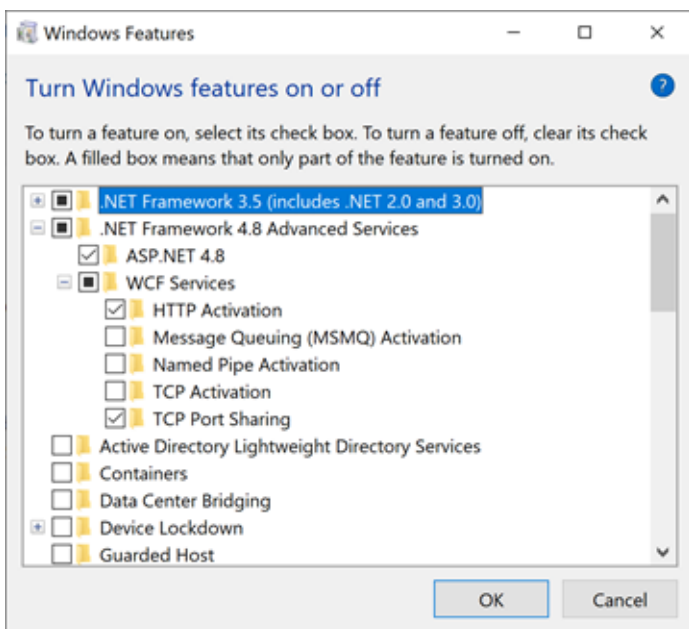 Windows Features
Turn Windows features on or off
?
To turn a feature on, select its check box. To turn a feature off, clear its check
box. A filled box means that only part of the feature is turned on.
.NET Framework 3.5 (includes .NET 2.0 and 3.0)
.NET Framework 4.8 Advanced Services
ASP.NET 4.8
WCF Services
HTTP Activation
Message Queuing (MSMQ) Activation
Named Pipe Activation
TCP Activation
TCP Port Sharing
Active Directory Lightweight Directory Services
Containers
Data Center Bridging
Device Lockdown
Guarded Host
OK Cancel